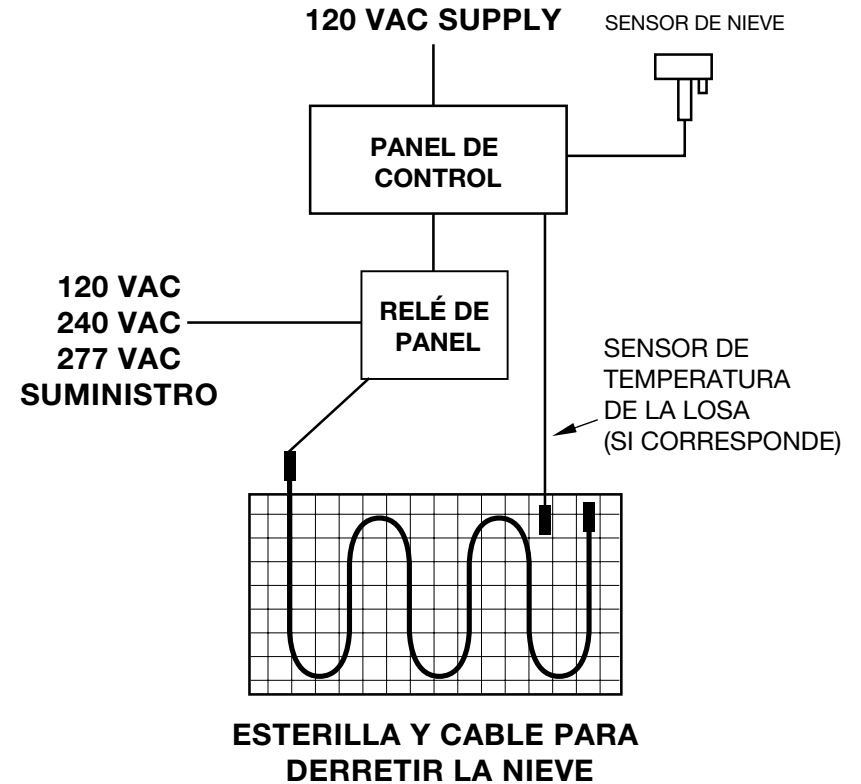 120 VAC SUPPLY
SENSOR DE NIEVE
PANEL DE
CONTROL
120 VAC
240 VAC
277 VAC
SUMINISTRO
RELÉ DE
PANEL
SENSOR DE
TEMPERATURA
DE LA LOSA
(SI CORRESPONDE)
ESTERILLA Y CABLE PARA
DERRETIR LA NIEVE